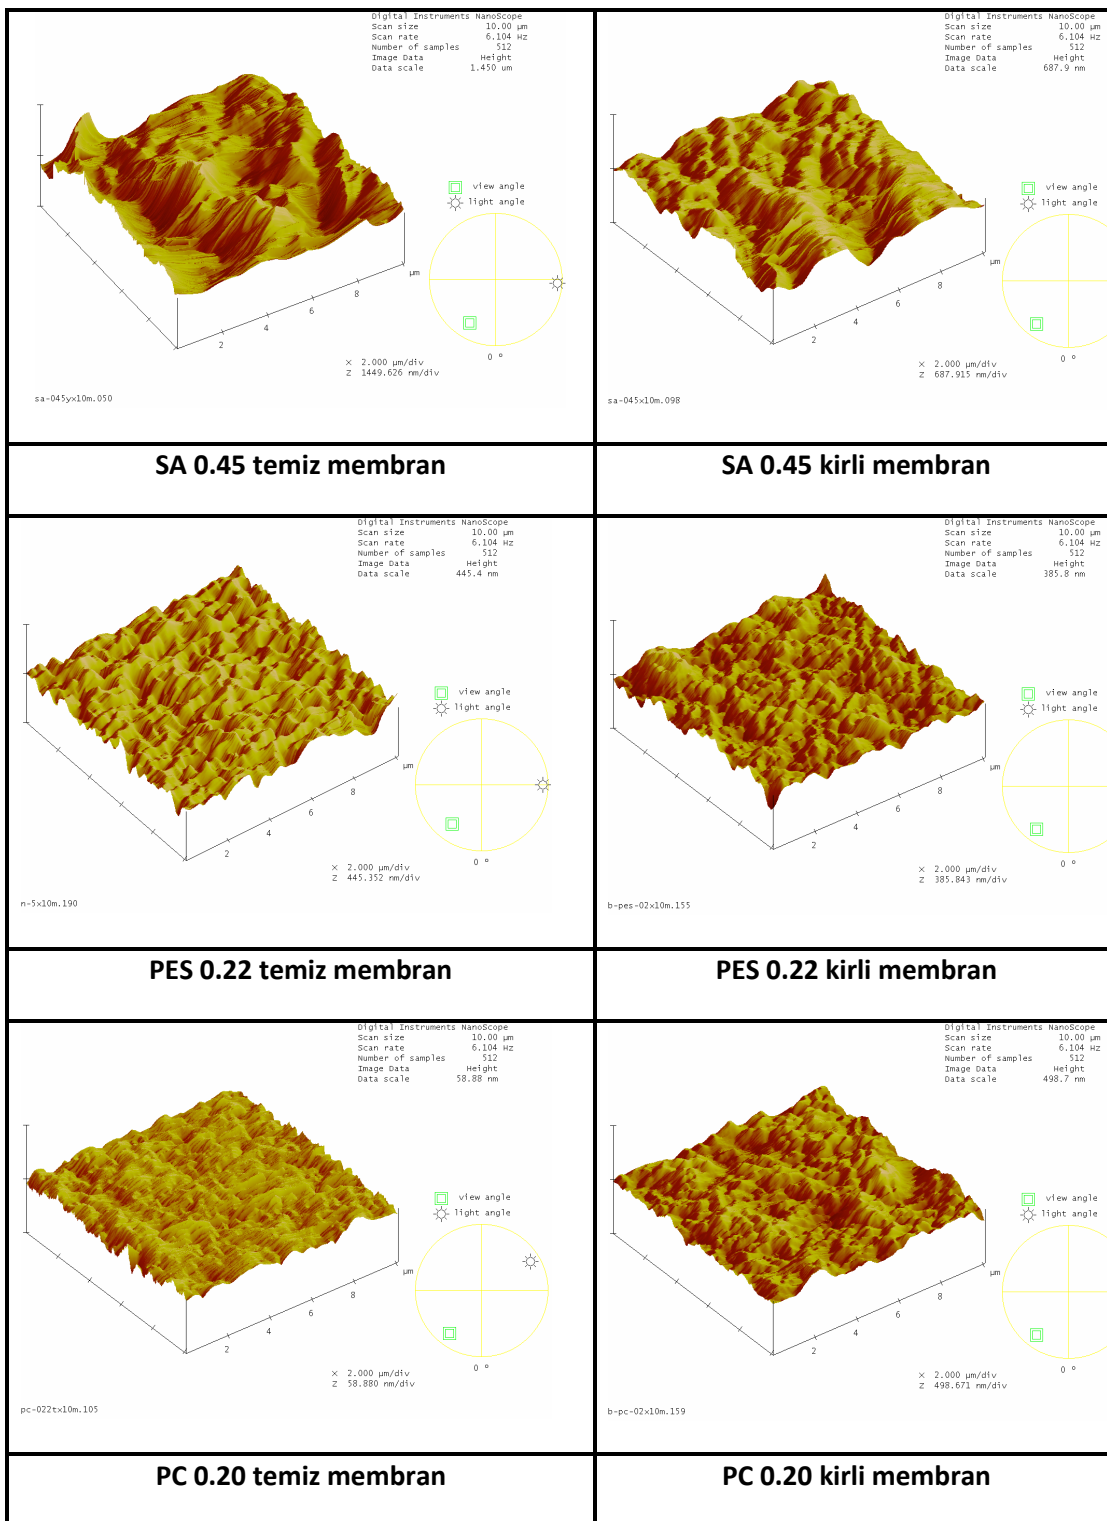 Digital Instruments NanoScope
Scan size 10.00 µm
Scan rate 6.104 Hz
Number of samples 512
Image Data Height
Data scale 1.450 um
view angle
light angle
µm
8
6
4
2
0 °
X 2.000 µm/div
Z 1449.626 nm/div
sa-045yx10m.050
Digital Instruments NanoScope
Scan size 10.00 µm
Scan rate 6.104 Hz
Number of samples 512
Image Data Height
Data scale 687.9 nm
view angle
light angle
µm
8
6
4
2
0 °
X 2.000 µm/div
Z 687.915 nm/div
sa-045x10m.098
SA 0.45 temiz membran
SA 0.45 kirli membran
Digital Instruments NanoScope
Scan size 10.00 µm
Scan rate 6.104 Hz
Number of samples 512
Image Data Height
Data scale 445.4 nm
view angle
light angle
µm
8
6
4
2
0 °
X 2.000 µm/div
Z 445.352 nm/div
n-5x10m.190
Digital Instruments NanoScope
Scan size 10.00 µm
Scan rate 6.104 Hz
Number of samples 512
Image Data Height
Data scale 385.8 nm
view angle
light angle
µm
8
6
4
2
0 °
X 2.000 µm/div
Z 385.843 nm/div
b-pes-02x10m.155
PES 0.22 temiz membran
PES 0.22 kirli membran
Digital Instruments NanoScope
Scan size 10.00 µm
Scan rate 6.104 Hz
Number of samples 512
Image Data Height
Data scale 58.88 nm
view angle
light angle
µm
8
6
4
2
0 °
X 2.000 µm/div
Z 58.880 nm/div
pc-022tx10m.105
Digital Instruments NanoScope
Scan size 10.00 µm
Scan rate 6.104 Hz
Number of samples 512
Image Data Height
Data scale 498.7 nm
view angle
light angle
µm
8
6
4
2
0 °
X 2.000 µm/div
Z 498.671 nm/div
b-pc-02x10m.159
PC 0.20 temiz membran
PC 0.20 kirli membran